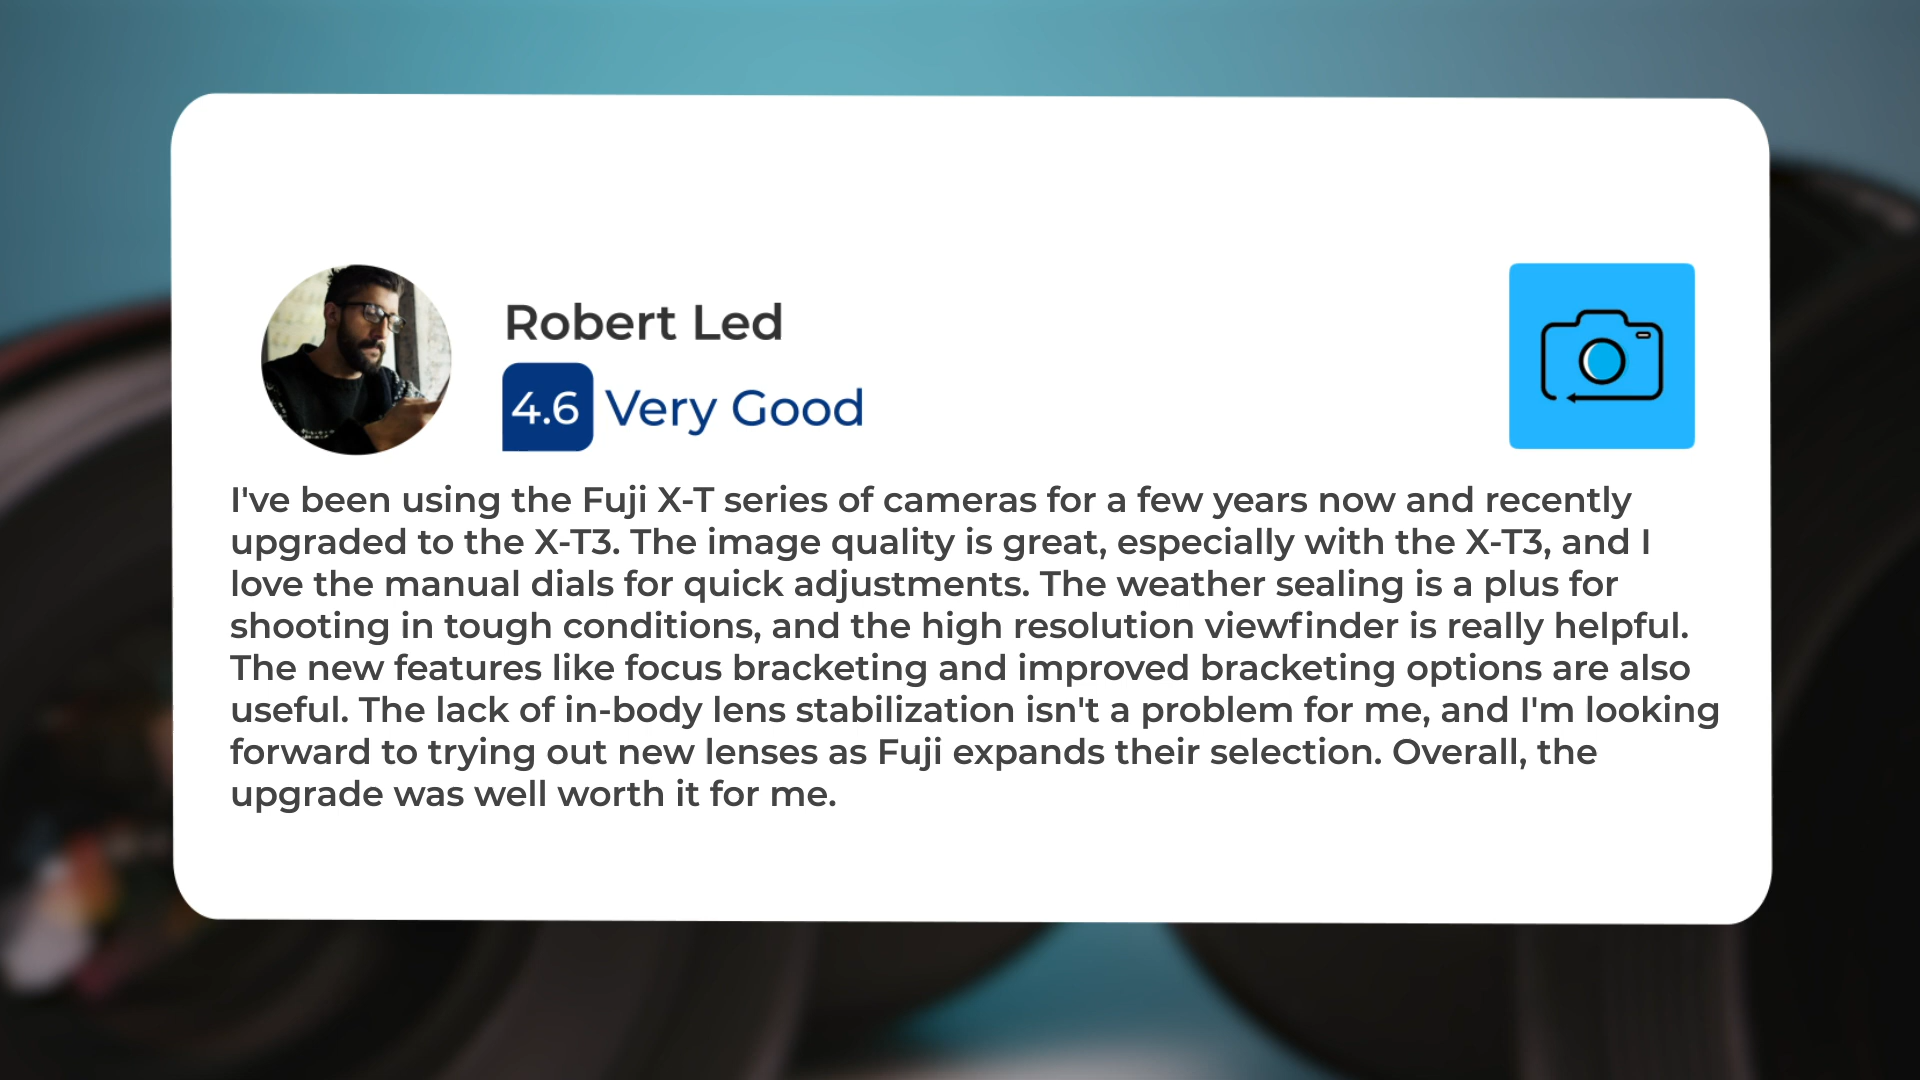 Robert Led
4.6 Very Good
I've been using the Fuji X-T series of cameras for a few years now and recently
upgraded to the X-T3. The image quality is great, especially with the X-T3, and I
love the manual dials for quick adjustments. The weather sealing is a plus for
shooting in tough conditions, and the high resolution viewfinder is really helpful.
The new features like focus bracketing and improved bracketing options are also
useful. The lack of in-body lens stabilization isn't a problem for me, and I'm looking
forward to trying out new lenses as Fuji expands their selection. Overall, the
upgrade was well worth it for me.